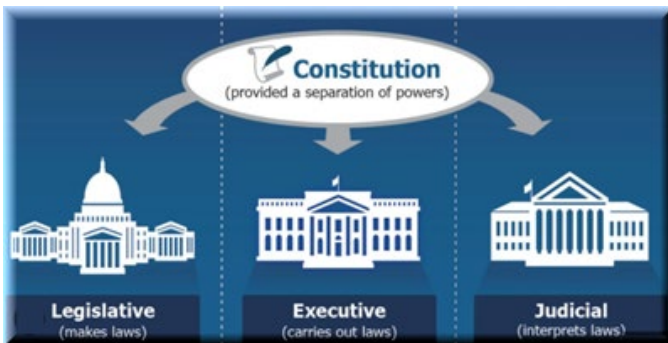 Constitution
(provided a separation of powers)
Legislative
(makes laws)
Executive
(carries out laws)
Judicial
(interprets laws)